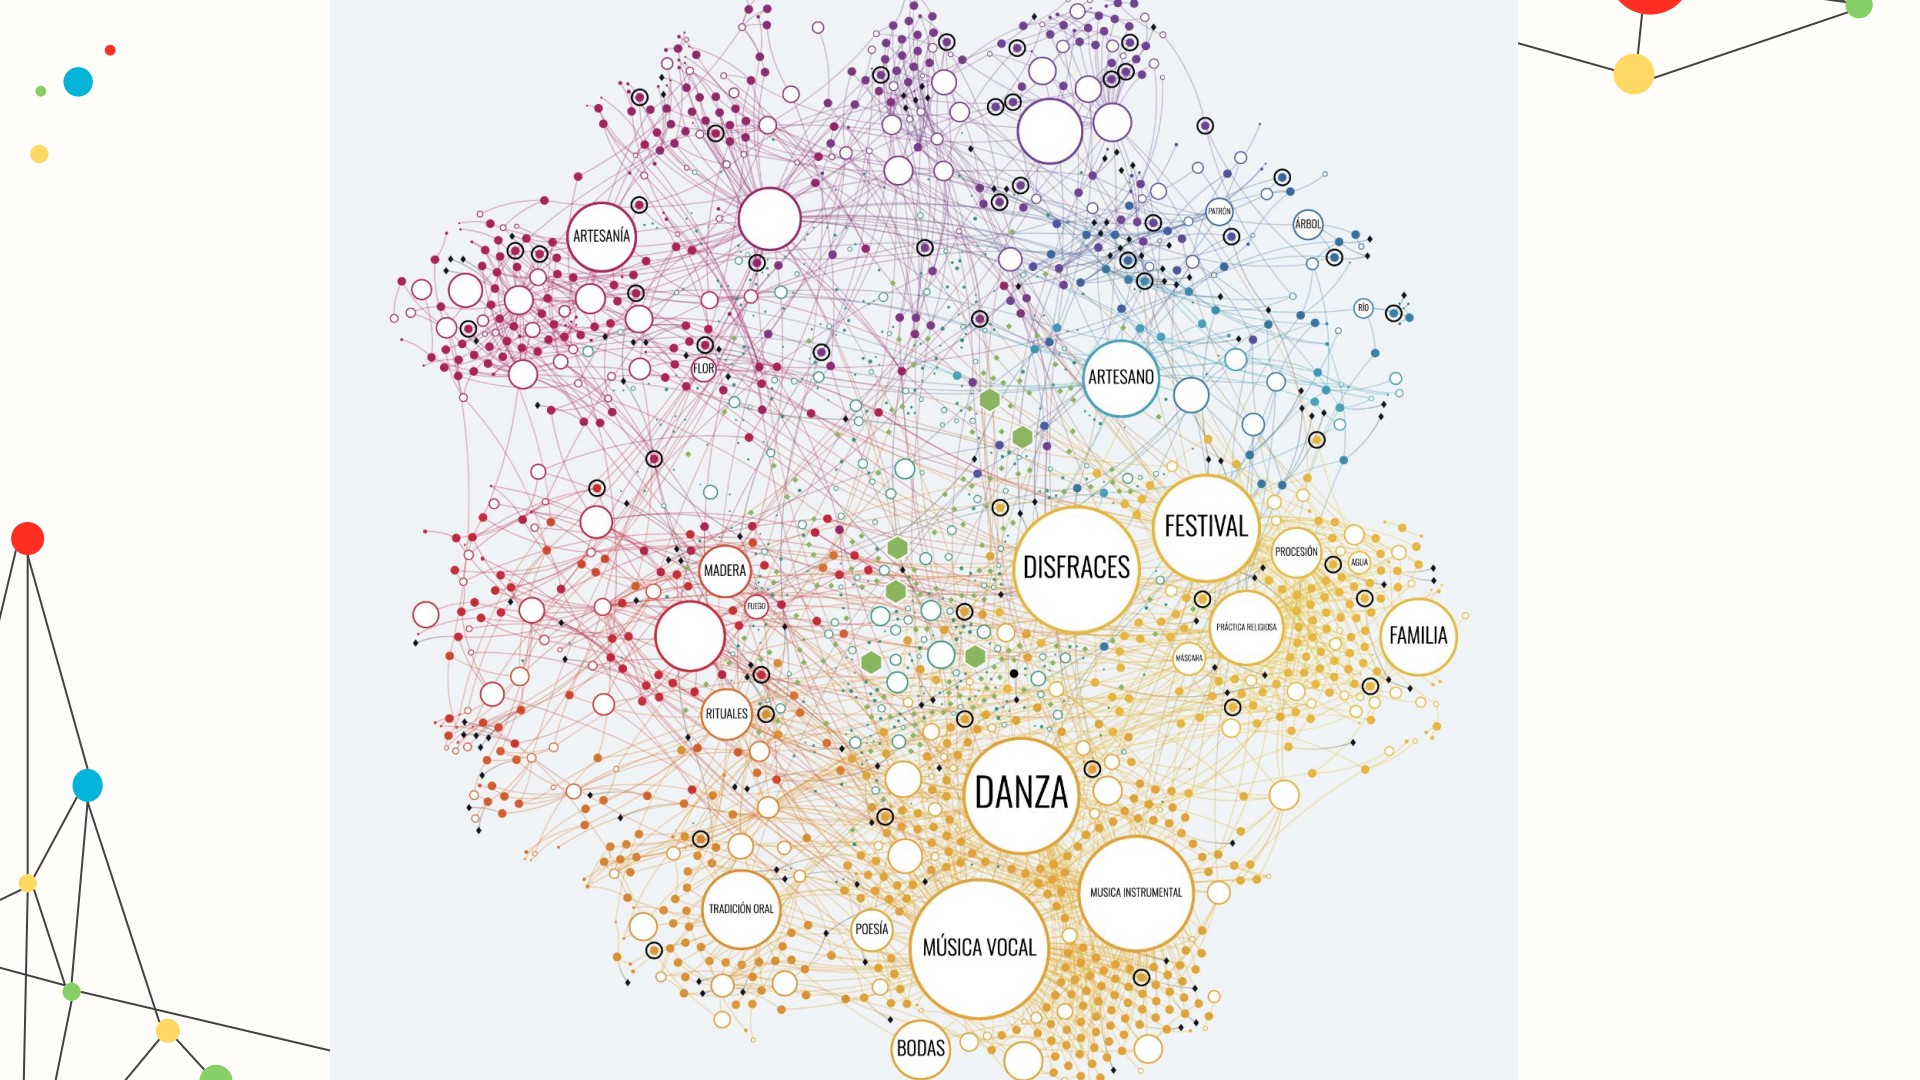 PATRÓN
ÁRBOL
ARTESANÍA
RÍO
FLOR
ARTESANO
FESTIVAL
PROCESIÓN
AGUA
DISFRACES
MADERA
FUEGO
PRÁCTICA RELIGIOSA
FAMILIA
MÁSCARA
RITUALES
DANZA
MUSICA INSTRUMENTAL
TRADICIÓN ORAL
POESÍA
MÚSICA VOCAL
BODAS